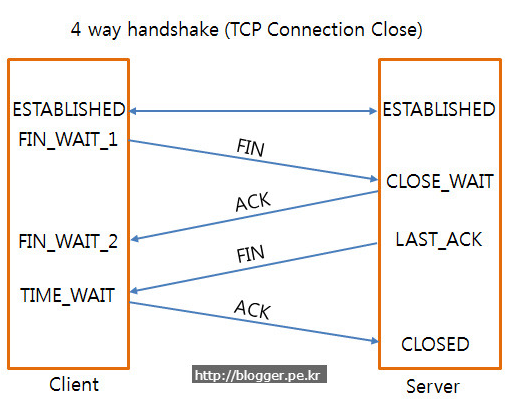 4 way handshake (TCP Connection Close)
ESTABLISHED
ESTABLISHED
FIN_WAIT_1
FIN
CLOSE_WAIT
ACK
FIN_WAIT_2
LAST_ACK
FIN
TIME_WAIT
ACK
CLOSED
http://blogger.pe.kr
Client
Server